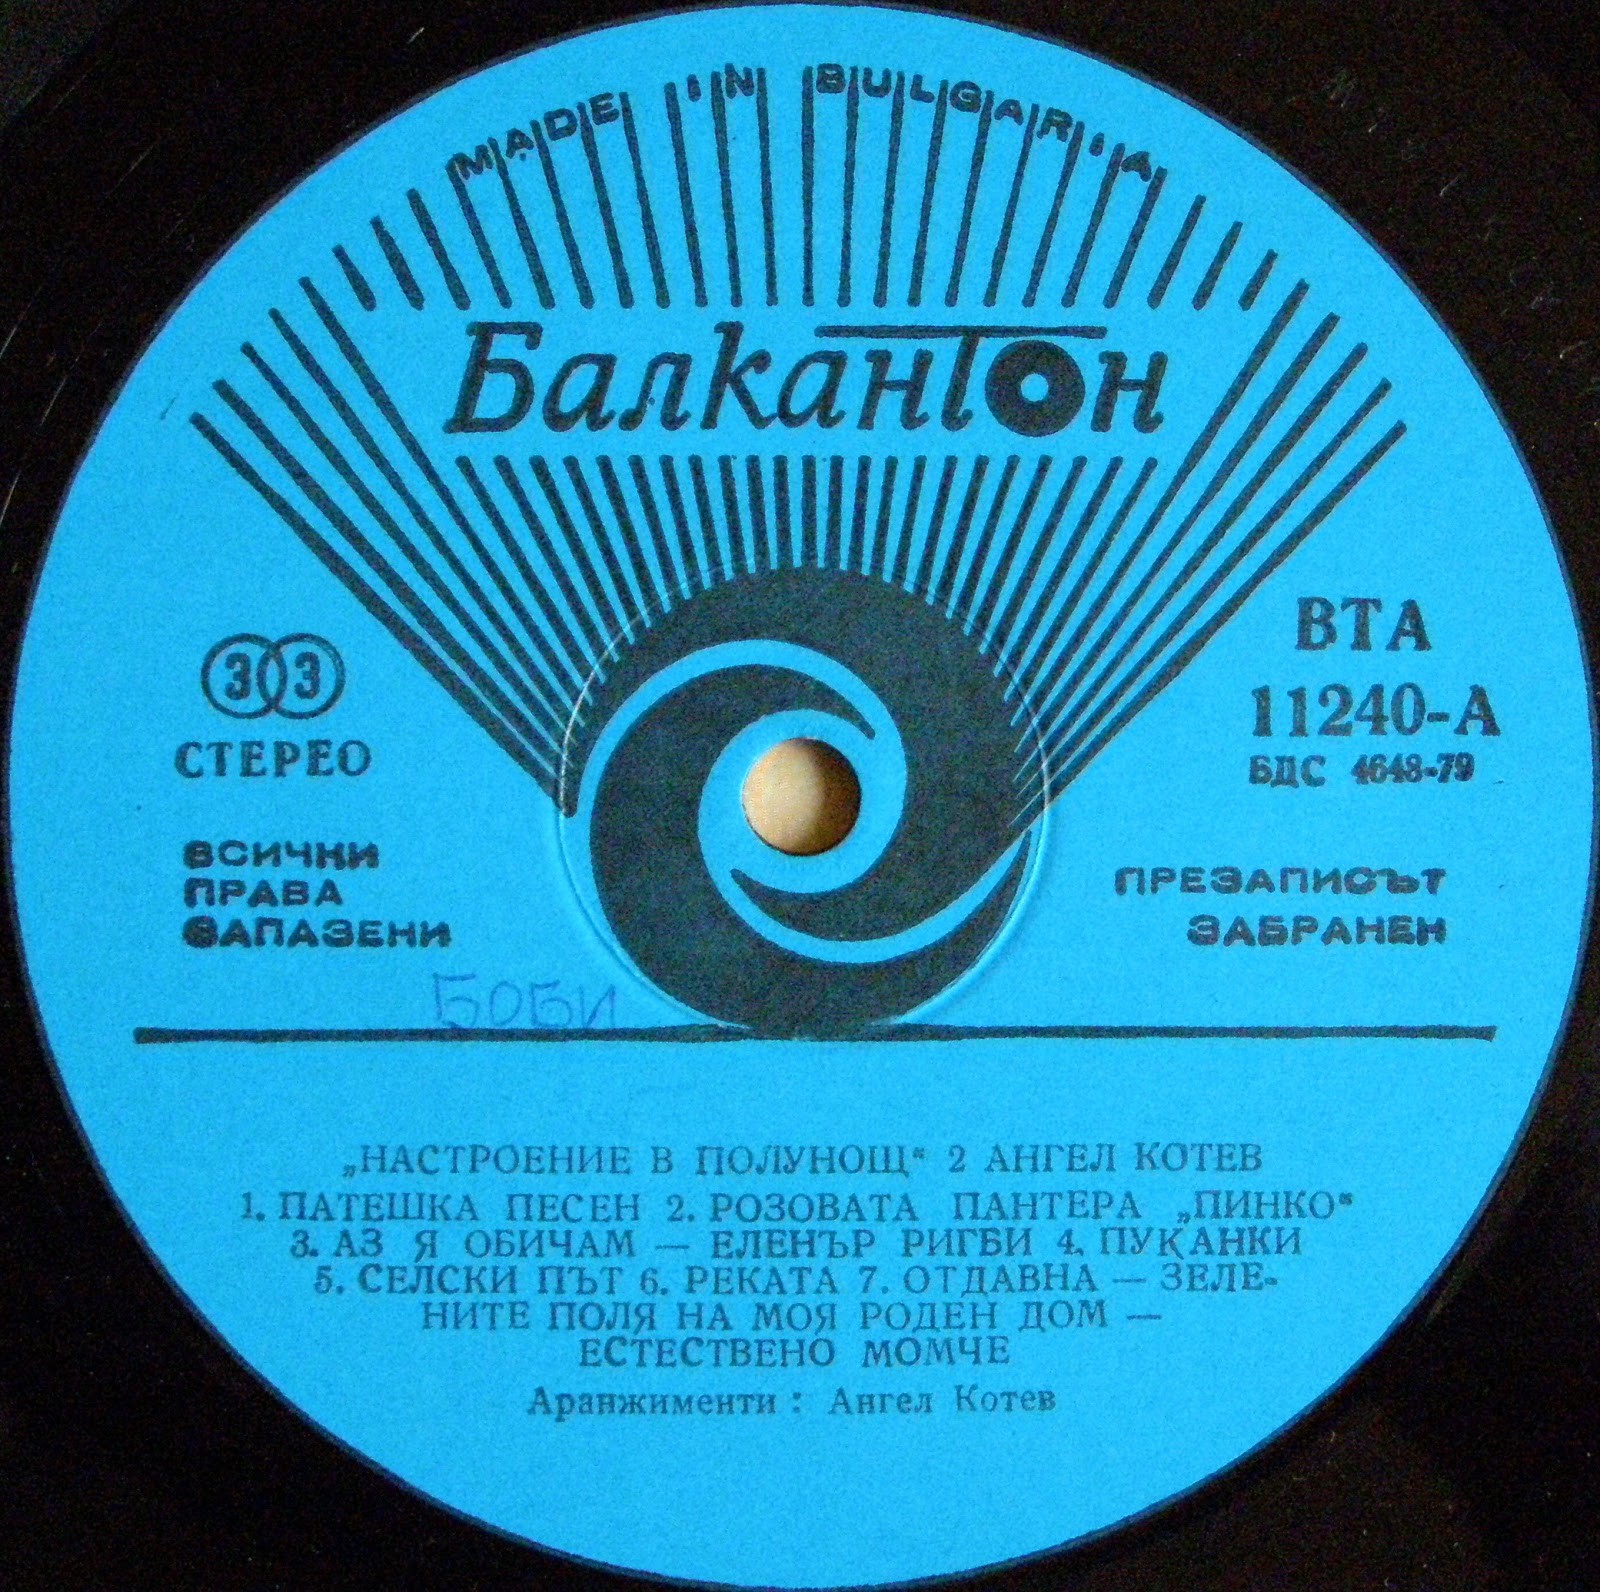 MADE IN BULGARIA
Балкантон
33
СТЕРЕО
ВТА
11240-А
БДС 4648-79
ВСИЧНИ
ПРАВА
ЗАПАЗЕНИ
ПРЕЗАПИСЪТ
ЗАБРАНЕН
БОБИ
„НАСТРОЕНИЕ В ПОЛУНОЩ“ 2 АНГЕЛ КОТЕВ
1. ПАТЕШКА ПЕСЕН 2. РОЗОВАТА ПАНТЕРА „ПИНКО“
3. АЗ Я ОБИЧАМ — ЕЛЕНЪР РИГБИ 4. ПУКАНКИ
5. СЕЛСКИ ПЪТ 6. РЕКАТА 7. ОТДАВНА — ЗЕЛЕ-
НИТЕ ПОЛЯ НА МОЯ РОДЕН ДОМ —
ЕСТЕСТВЕНО МОМЧЕ
Аранжименти : Ангел Котев